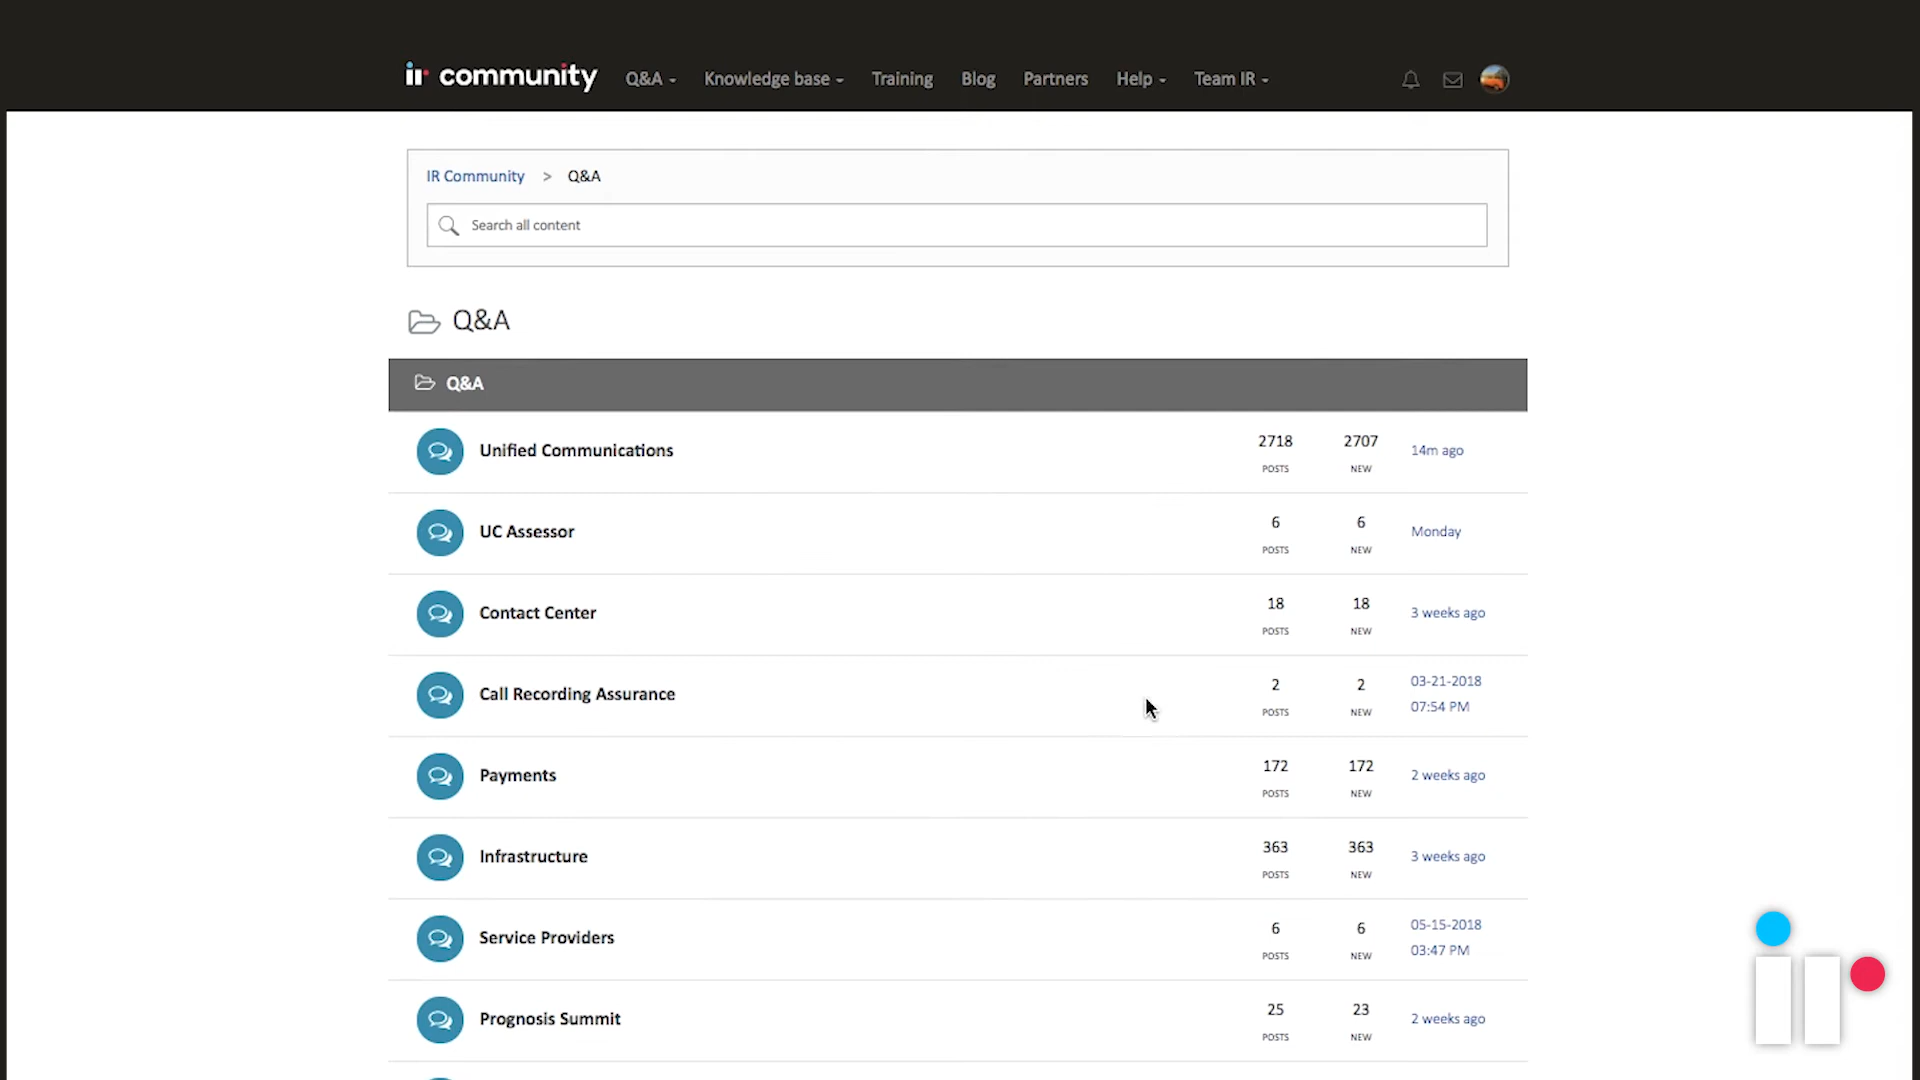 ir community Q&A Knowledge base Training Blog Partners Help Team IR
IR Community > Q&A
Search all content
Q&A
Q&A
Unified Communications 2718 POSTS 2707 NEW 14m ago
UC Assessor 6 POSTS 6 NEW Monday
Contact Center 18 POSTS 18 NEW 3 weeks ago
Call Recording Assurance 2 POSTS 2 NEW 03-21-2018 07:54 PM
Payments 172 POSTS 172 NEW 2 weeks ago
Infrastructure 363 POSTS 363 NEW 3 weeks ago
Service Providers 6 POSTS 6 NEW 05-15-2018 03:47 PM
Prognosis Summit 25 POSTS 23 NEW 2 weeks ago
ir